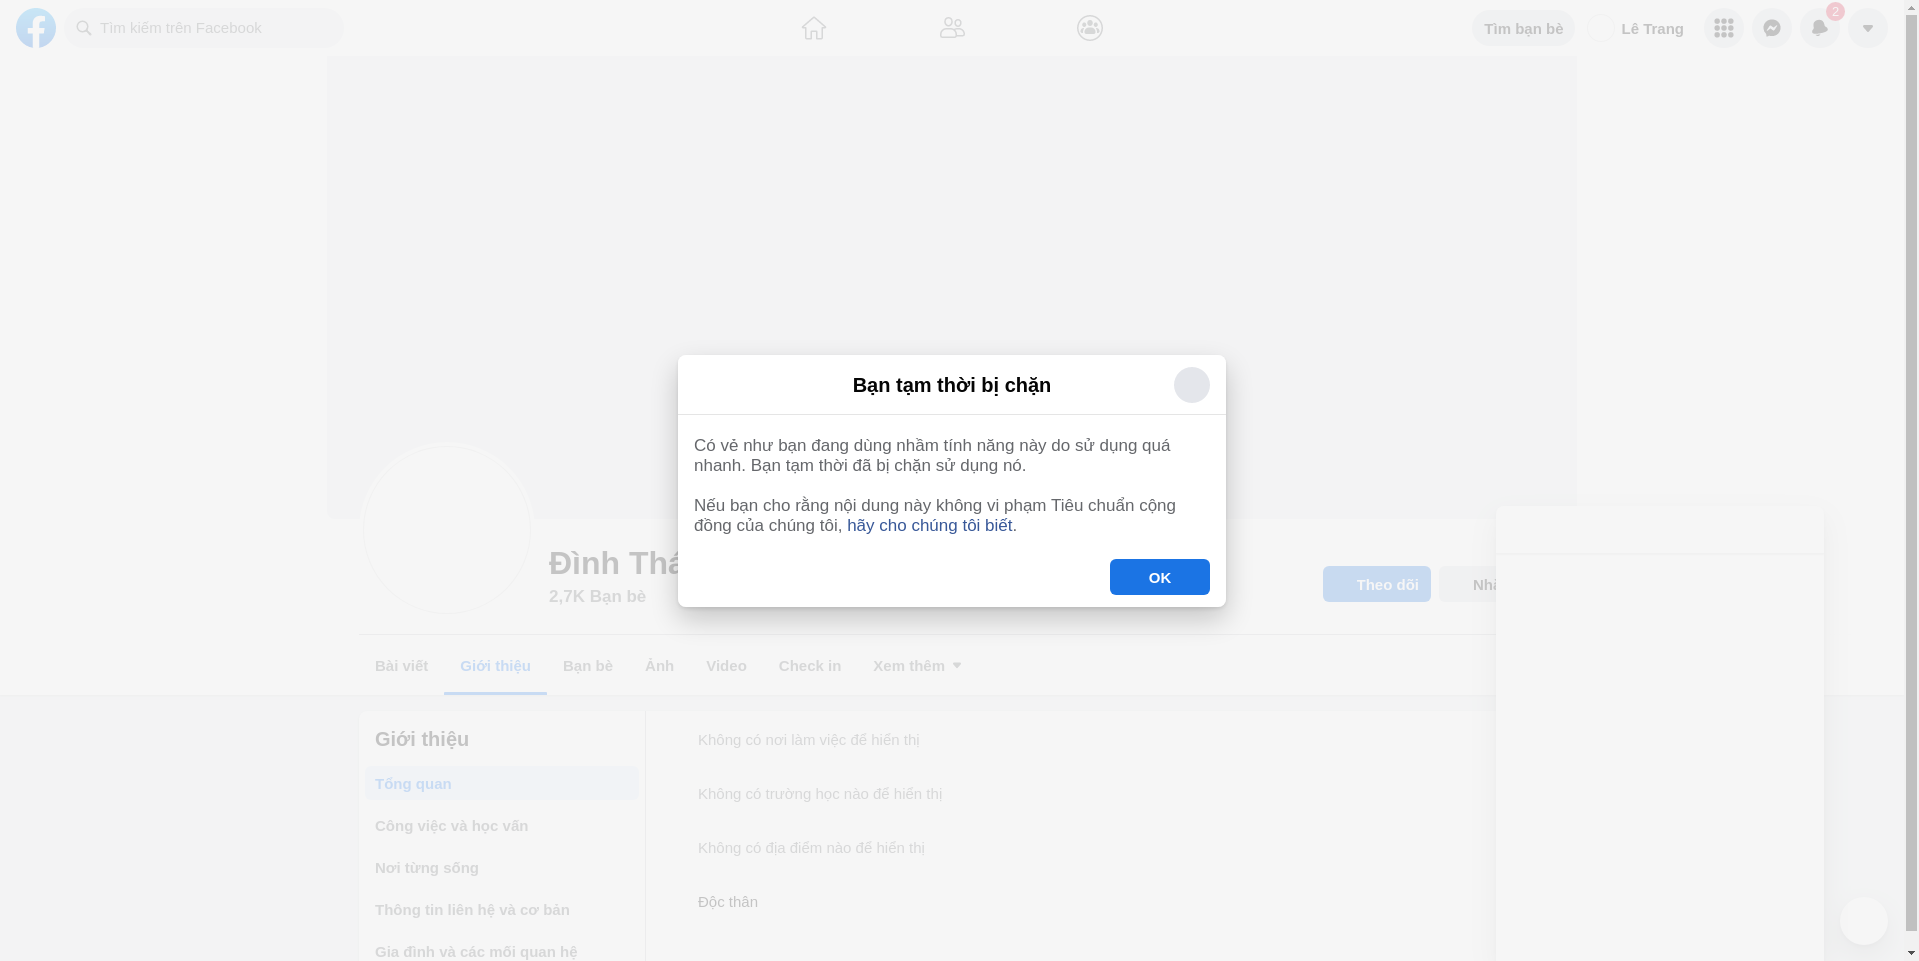 Tìm kiếm trên Facebook
Tìm bạn bè
Lê Trang
2
Bạn tạm thời bị chặn
Có vẻ như bạn đang dùng nhầm tính năng này do sử dụng quá
nhanh. Bạn tạm thời đã bị chặn sử dụng nó.
Nếu bạn cho rằng nội dung này không vi phạm Tiêu chuẩn cộng
đồng của chúng tôi, hãy cho chúng tôi biết.
OK
Đình
2,7K Bạn bè
Theo dõi
Bài viết
Giới thiệu
Bạn bè
Ảnh
Video
Check in
Xem thêm
Giới thiệu
Tổng quan
Công việc và học vấn
Nơi từng sống
Thông tin liên hệ và cơ bản
Gia đình và các mối quan hệ
Không có nơi làm việc để hiển thị
Không có trường học nào để hiển thị
Không có địa điểm nào để hiển thị
Độc thân